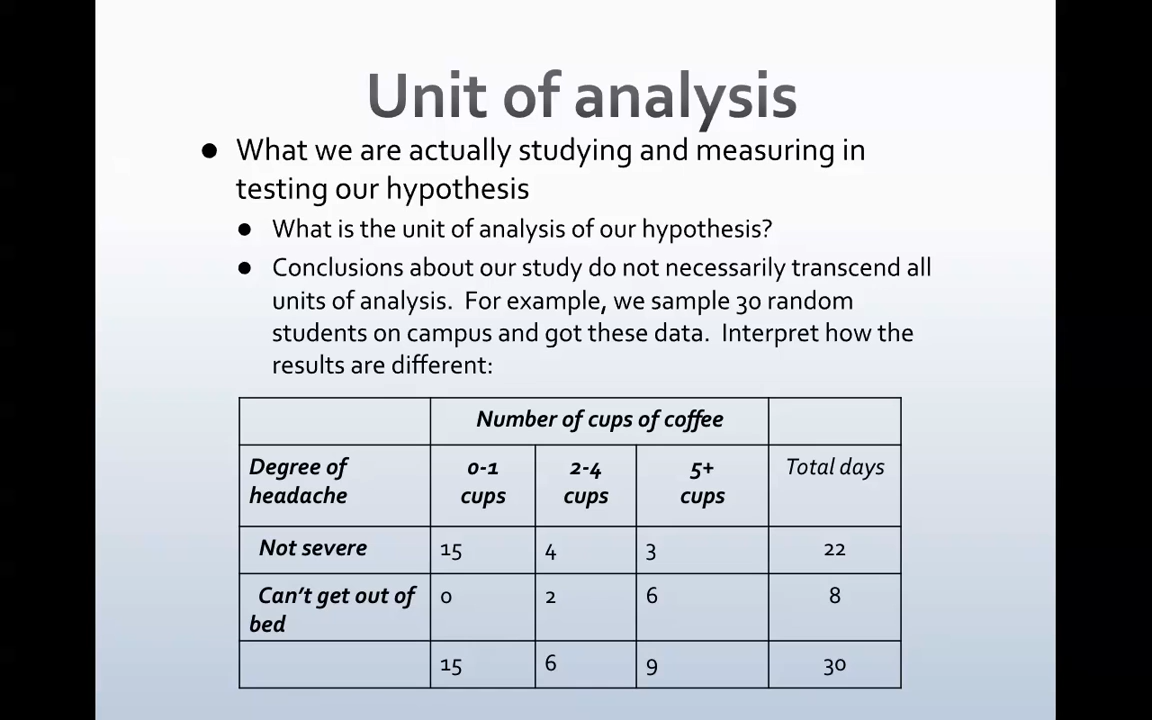 Unit of analysis
● What we are actually studying and measuring in
testing our hypothesis
● What is the unit of analysis of our hypothesis?
● Conclusions about our study do not necessarily transcend all
units of analysis. For example, we sample 30 random
students on campus and got these data. Interpret how the
results are different:
Number of cups of coffee
Degree of headache 0-1 cups 2-4 cups 5+ cups Total days
Not severe 15 4 3 22
Can't get out of bed 0 2 6 8
15 6 9 30